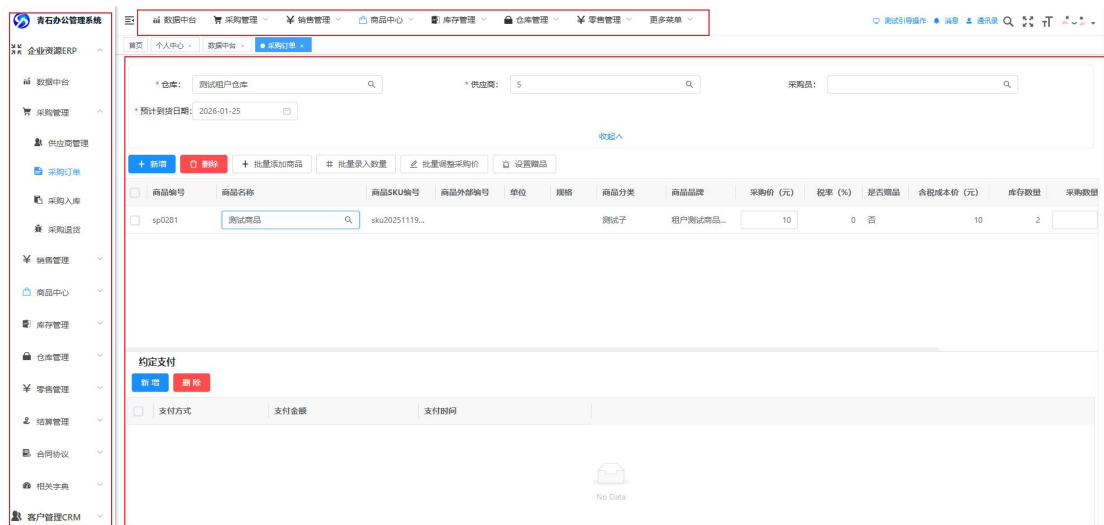 青石办公管理系统
数据中台 采购管理 销售管理 商品中心 库存管理 仓库管理 零售管理 更多菜单
测试引导操作 消息 通讯录
首页 个人中心 × 数据中台 × 采购订单 ×
企业资源ERP
数据中台
采购管理
供应商管理
采购订单
采购入库
采购退货
销售管理
商品中心
库存管理
仓库管理
零售管理
结算管理
合同协议
相关字典
客户管理CRM
* 仓库: 测试租户仓库 * 供应商: 5 采购员:
* 预计到货日期: 2026-01-25
收起
+ 新增 删除 + 批量添加商品 # 批量录入数量 批量调整采购价 设置赠品
商品编号 商品名称 商品SKU编号 商品外部编号 单位 规格 商品分类 商品品牌 采购价(元) 税率(%) 是否赠品 含税成本价(元) 库存数量 采购数量
sp0281 测试商品 sku20251119... 测试子 租户测试商品... 10 0 否 10 2
约定支付
新增 删除
支付方式 支付金额 支付时间
No Data